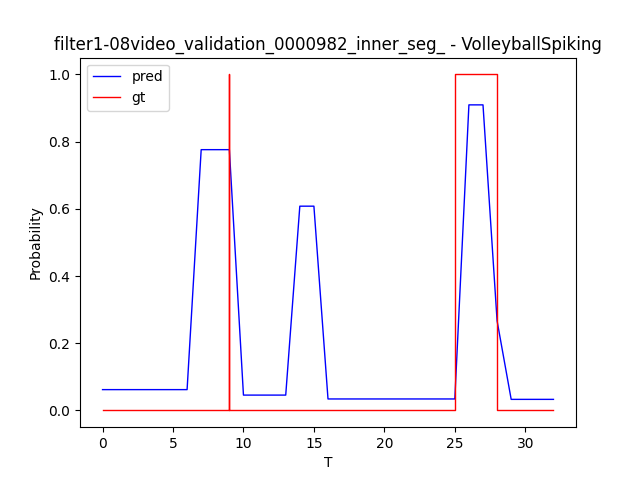 filter1-08video_validation_0000982_inner_seg_ - VolleyballSpiking
pred
gt
1.0
0.8
0.6
0.4
0.2
0.0
Probability
0 5 10 15 20 25 30
T